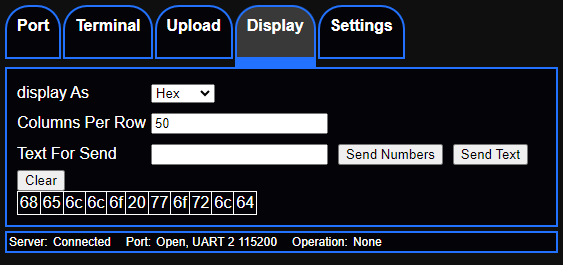 Port Terminal Upload Display Settings
display As Hex
Columns Per Row 50
Text For Send Send Numbers Send Text
Clear
68 65 6c 6c 6f 20 77 6f 72 6c 64
Server: Connected Port: Open, UART 2 115200 Operation: None